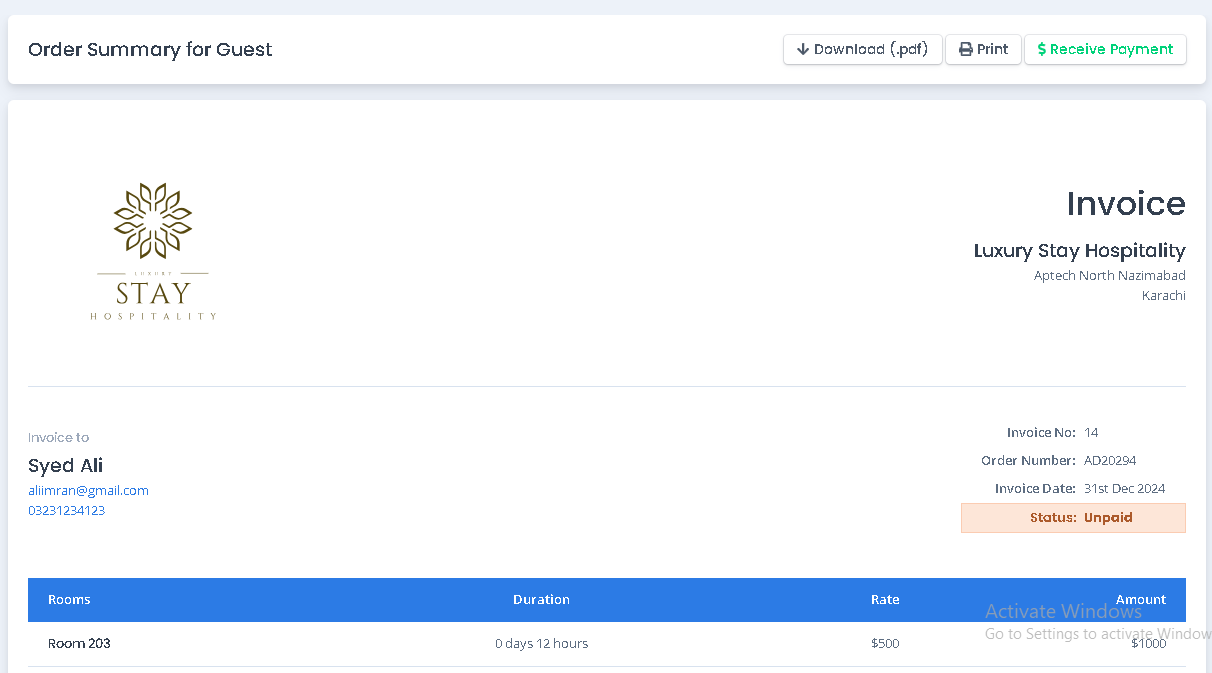 Order Summary for Guest
Download (.pdf)
Print
$ Receive Payment
LUXURY
STAY
HOSPITALITY
Invoice
Luxury Stay Hospitality
Aptech North Nazimabad
Karachi
Invoice to
Syed Ali
aliimran@gmail.com
03231234123
Invoice No: 14
Order Number: AD20294
Invoice Date: 31st Dec 2024
Status: Unpaid
Rooms Duration Rate Amount
Room 203 0 days 12 hours $500 $1000
Activate Windows
Go to Settings to activate Window